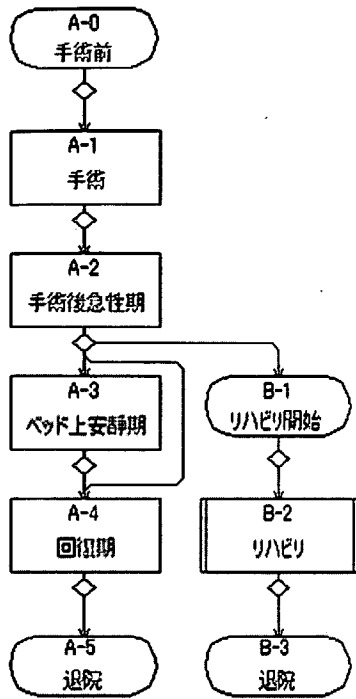 A-0
手術前
A-1
手術
A-2
手術後急性期
A-3
ベッド上安静期
A-4
回復期
A-5
退院
B-1
リハビリ開始
B-2
リハビリ
B-3
退院